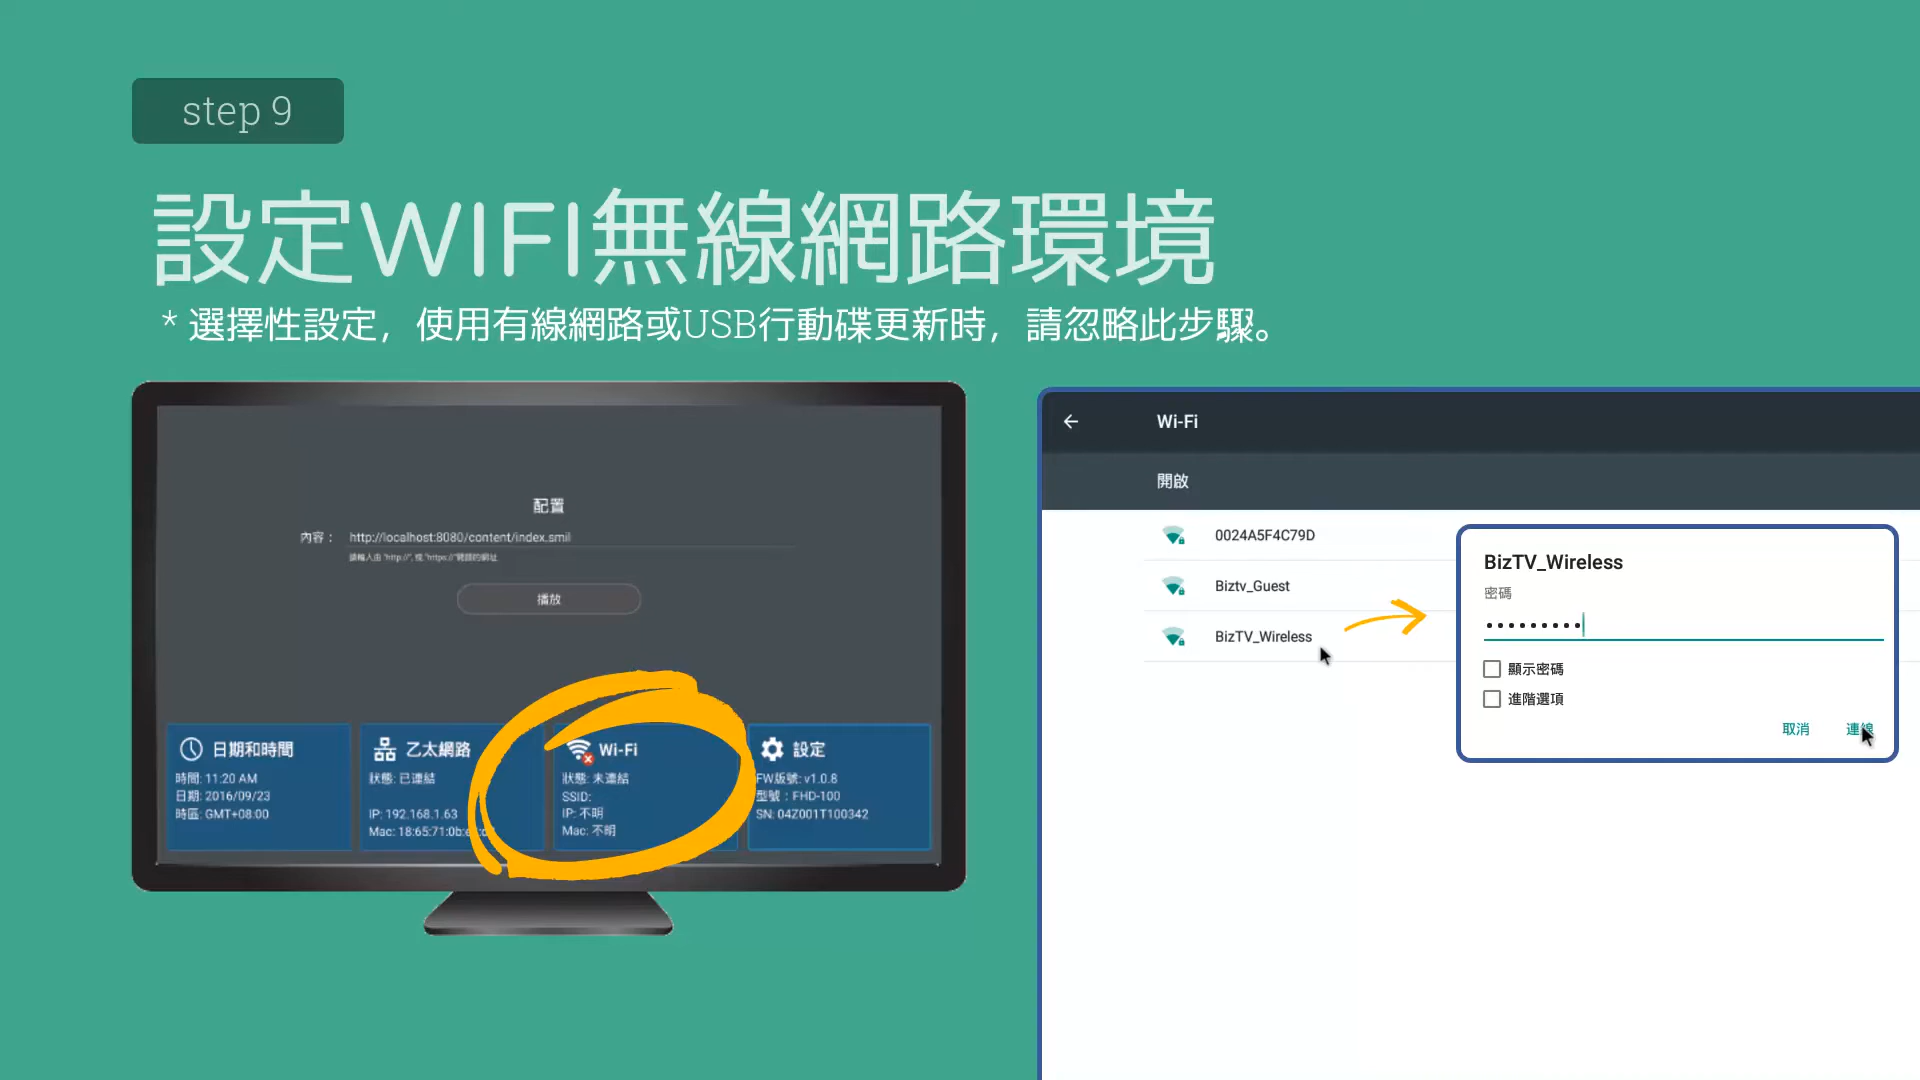 step 9
設定WIFI無線網路環境
* 選擇性設定，使用有線網路或USB行動碟更新時，請忽略此步驟。
配置
內容： http://localhost:8080/content/index.smil
播放
日期和時間
時間: 11:20 AM
日期: 2016/09/23
時區: GMT+08:00
乙太網路
狀態: 已連結
IP: 192.168.1.63
Mac: 18:65:71:0b:
Wi-Fi
狀態: 未連結
SSID:
IP: 不明
Mac: 不明
設定
FW版號: v1.0.8
型號：FHD-100
SN: 04Z001T100342
Wi-Fi
開啟
0024A5F4C79D
Biztv_Guest
BizTV_Wireless
BizTV_Wireless
密碼
•••••••••
顯示密碼
進階選項
取消 連線